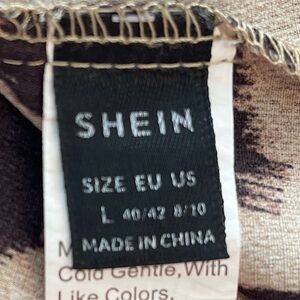 SHEIN
SIZE EU US
L 40/42 8/10
MADE IN CHINA
Cold Gentle, With
Like Colors.